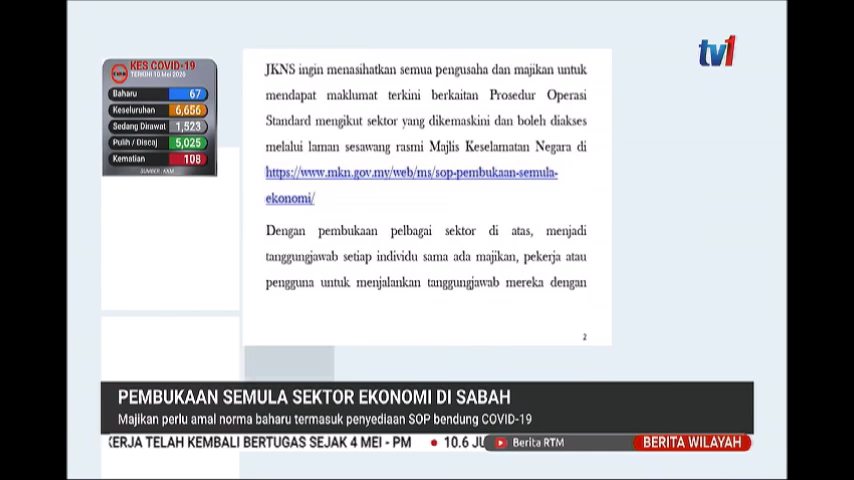 tv1
KES COVID-19
TERKINI 10 Mei 2020
Baharu 67
Keseluruhan 6,656
Sedang Dirawat 1,523
Pulih / Discaj 5,025
Kematian 108
SUMBER : KKM
JKNS ingin menasihatkan semua pengusaha dan majikan untuk
mendapat maklumat terkini berkaitan Prosedur Operasi
Standard mengikut sektor yang dikemaskini dan boleh diakses
melalui laman sesawang rasmi Majlis Keselamatan Negara di
https://www.mkn.gov.my/web/ms/sop-pembukaan-semula-
ekonomi/
Dengan pembukaan pelbagai sektor di atas, menjadi
tanggungjawab setiap individu sama ada majikan, pekerja atau
pengguna untuk menjalankan tanggungjawab mereka dengan
2
PEMBUKAAN SEMULA SEKTOR EKONOMI DI SABAH
Majikan perlu amal norma baharu termasuk penyediaan SOP bendung COVID-19
KERJA TELAH KEMBALI BERTUGAS SEJAK 4 MEI - PM • 10.6 JU Berita RTM BERITA WILAYAH